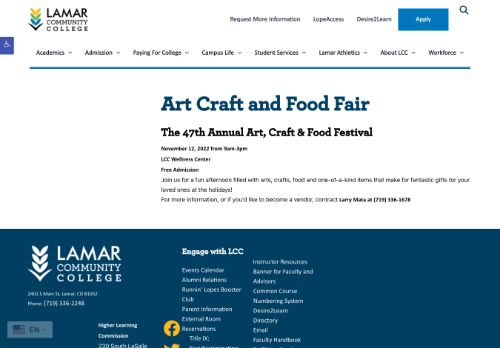 LAMAR
COMMUNITY
COLLEGE
Request More Information
LopeAccess
Desire2Learn
Apply
Academics
Admission
Paying For College
Campus Life
Student Services
Lamar Athletics
About LCC
Workforce
Art Craft and Food Fair
The 47th Annual Art, Craft & Food Festival
November 12, 2022 from 9am-3pm
LCC Wellness Center
Free Admission
Join us for a fun afternoon filled with arts, crafts, food and one-of-a-kind items that make for fantastic gifts for your
loved ones at the holidays!
For more information, or if you'd like to become a vendor, contract Larry Mata at (719) 336-1678
LAMAR
COMMUNITY
COLLEGE
2401 S Main St, Lamar, CO 81052
Phone: (719) 336-2248
EN
Higher Learning
Commission
230 South LaSalle
Engage with LCC
Events Calendar
Alumni Relations
Runnin' Lopes Booster
Club
Parent Information
External Room
Reservations
Title IX:
Nondiscrimination
Instructor Resources
Banner for Faculty and
Advisors
Common Course
Numbering System
Desire2Learn
Directory
Email
Faculty Handbook